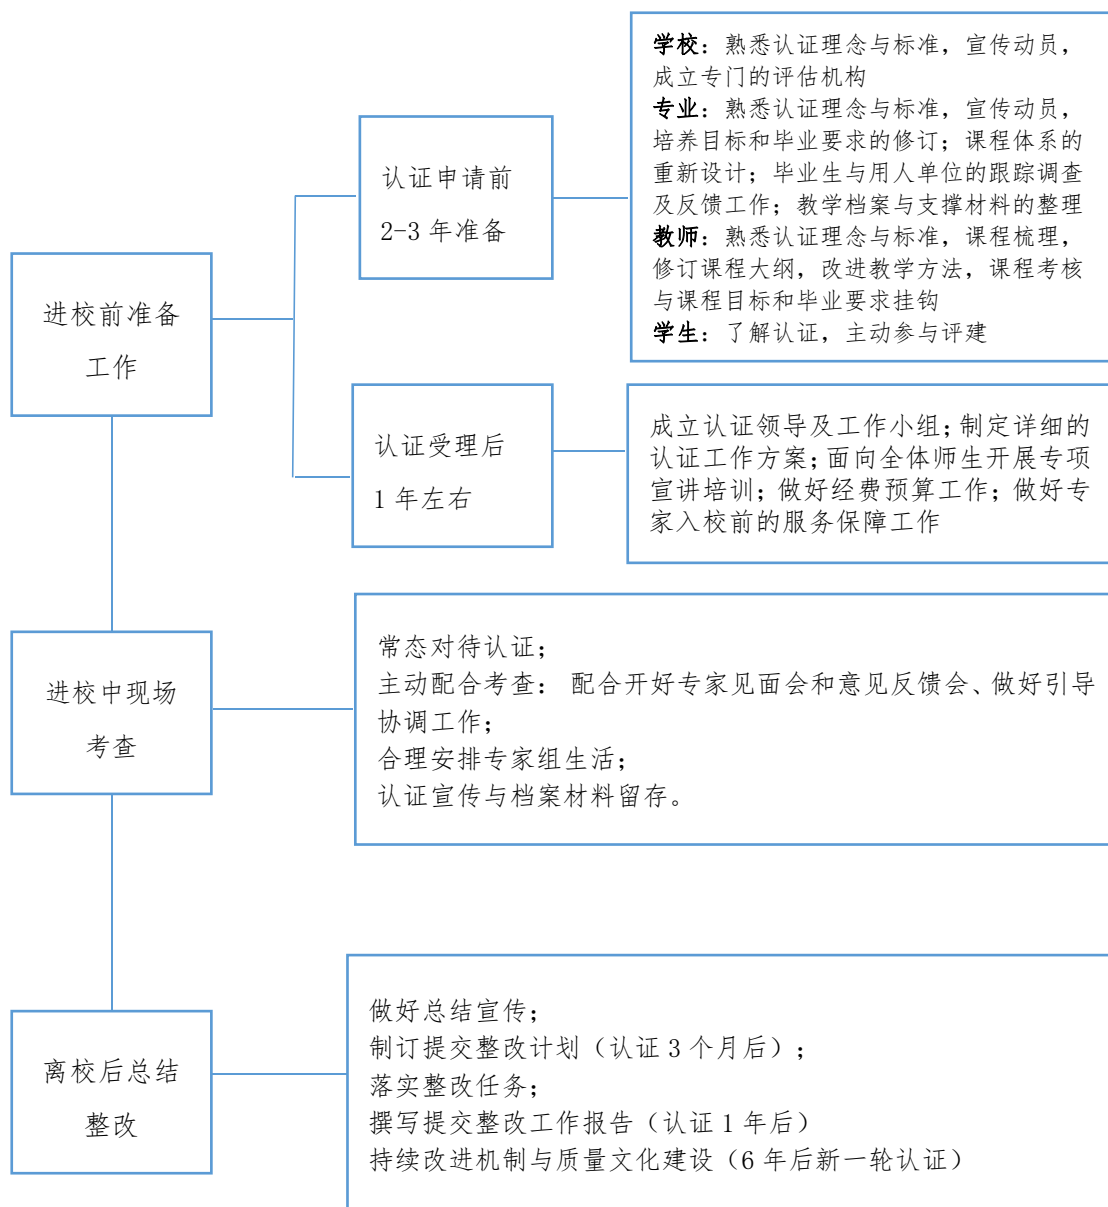 学校：熟悉认证理念与标准，宣传动员，
成立专门的评估机构
专业：熟悉认证理念与标准，宣传动员，
培养目标和毕业要求的修订；课程体系的
重新设计；毕业生与用人单位的跟踪调查
及反馈工作；教学档案与支撑材料的整理
教师：熟悉认证理念与标准，课程梳理，
修订课程大纲，改进教学方法，课程考核
与课程目标和毕业要求挂钩
学生：了解认证，主动参与评建
认证申请前
2-3 年准备
进校前准备
工作
认证受理后
1 年左右
成立认证领导及工作小组；制定详细的
认证工作方案；面向全体师生开展专项
宣讲培训；做好经费预算工作；做好专
家入校前的服务保障工作
进校中现场
考查
常态对待认证；
主动配合考查： 配合开好专家见面会和意见反馈会、做好引导
协调工作；
合理安排专家组生活；
认证宣传与档案材料留存。
离校后总结
整改
做好总结宣传；
制订提交整改计划（认证 3 个月后）；
落实整改任务；
撰写提交整改工作报告（认证 1 年后）
持续改进机制与质量文化建设（6 年后新一轮认证）